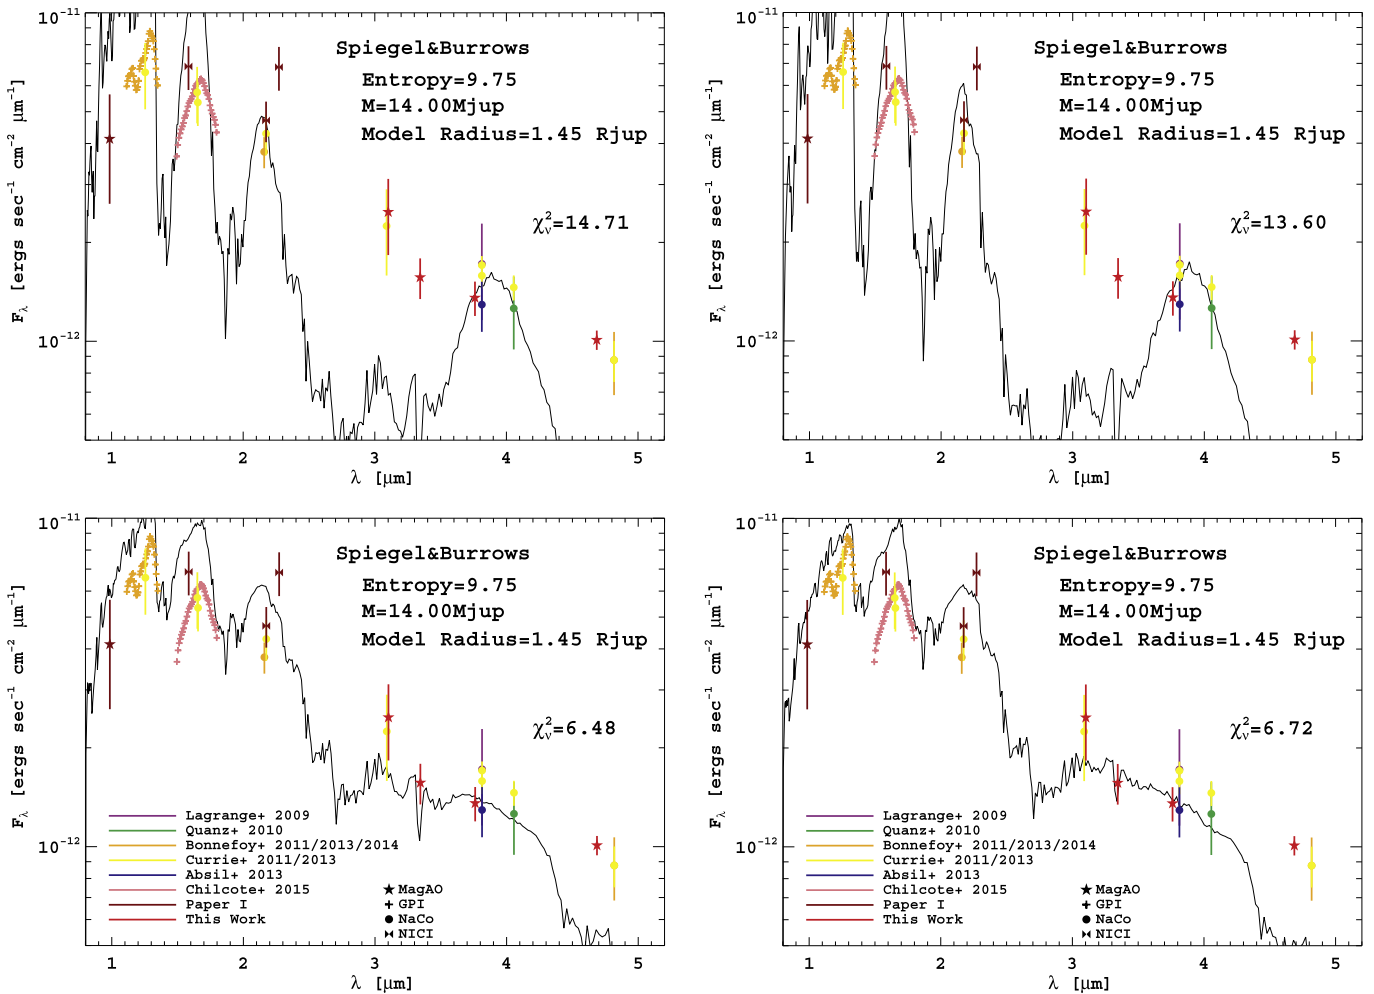 10⁻¹¹
10⁻¹²
F_λ [ergs sec⁻¹ cm⁻² μm⁻¹]
Spiegel&Burrows
Entropy=9.75
M=14.00Mjup
Model Radius=1.45 Rjup
χ²_ν=14.71
1 2 3 4 5
λ [μm]
10⁻¹¹
10⁻¹²
F_λ [ergs sec⁻¹ cm⁻² μm⁻¹]
Spiegel&Burrows
Entropy=9.75
M=14.00Mjup
Model Radius=1.45 Rjup
χ²_ν=13.60
1 2 3 4 5
λ [μm]
10⁻¹¹
10⁻¹²
F_λ [ergs sec⁻¹ cm⁻² μm⁻¹]
Spiegel&Burrows
Entropy=9.75
M=14.00Mjup
Model Radius=1.45 Rjup
χ²_ν=6.48
Lagrange+ 2009
Quanz+ 2010
Bonnefoy+ 2011/2013/2014
Currie+ 2011/2013
Absil+ 2013
Chilcote+ 2015
Paper I
This Work
MagAO
GPI
NaCo
NICI
1 2 3 4 5
λ [μm]
10⁻¹¹
10⁻¹²
F_λ [ergs sec⁻¹ cm⁻² μm⁻¹]
Spiegel&Burrows
Entropy=9.75
M=14.00Mjup
Model Radius=1.45 Rjup
χ²_ν=6.72
Lagrange+ 2009
Quanz+ 2010
Bonnefoy+ 2011/2013/2014
Currie+ 2011/2013
Absil+ 2013
Chilcote+ 2015
Paper I
This Work
MagAO
GPI
NaCo
NICI
1 2 3 4 5
λ [μm]